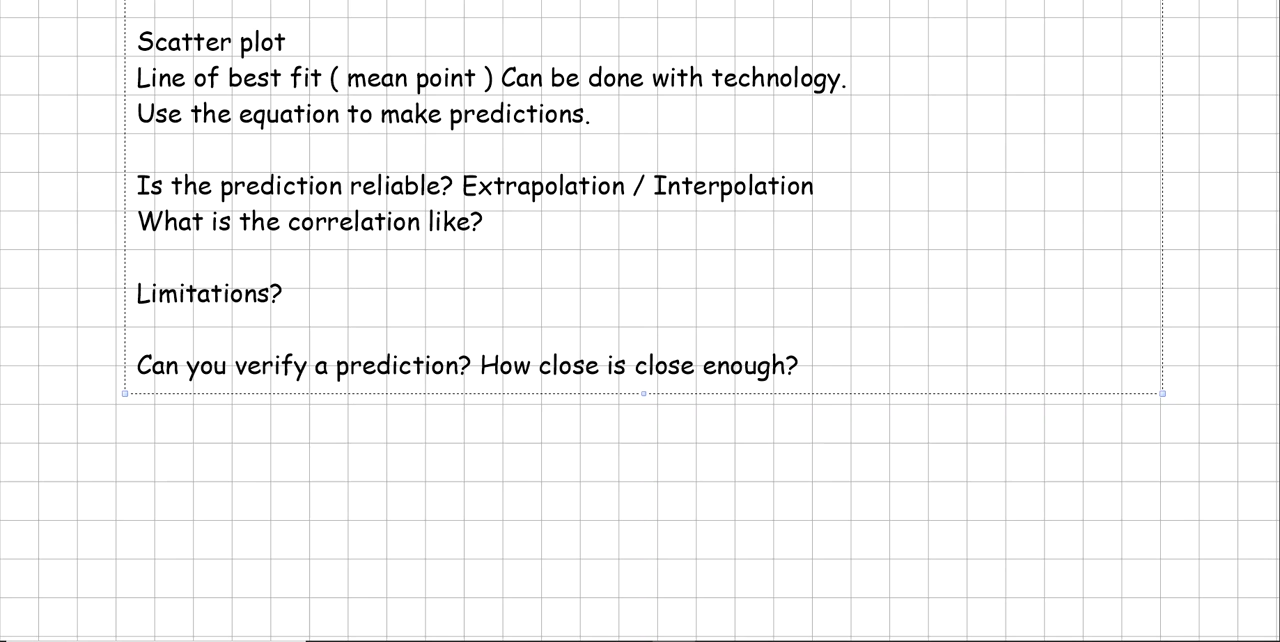 Scatter plot
Line of best fit ( mean point ) Can be done with technology.
Use the equation to make predictions.
Is the prediction reliable? Extrapolation / Interpolation
What is the correlation like?
Limitations?
Can you verify a prediction? How close is close enough?